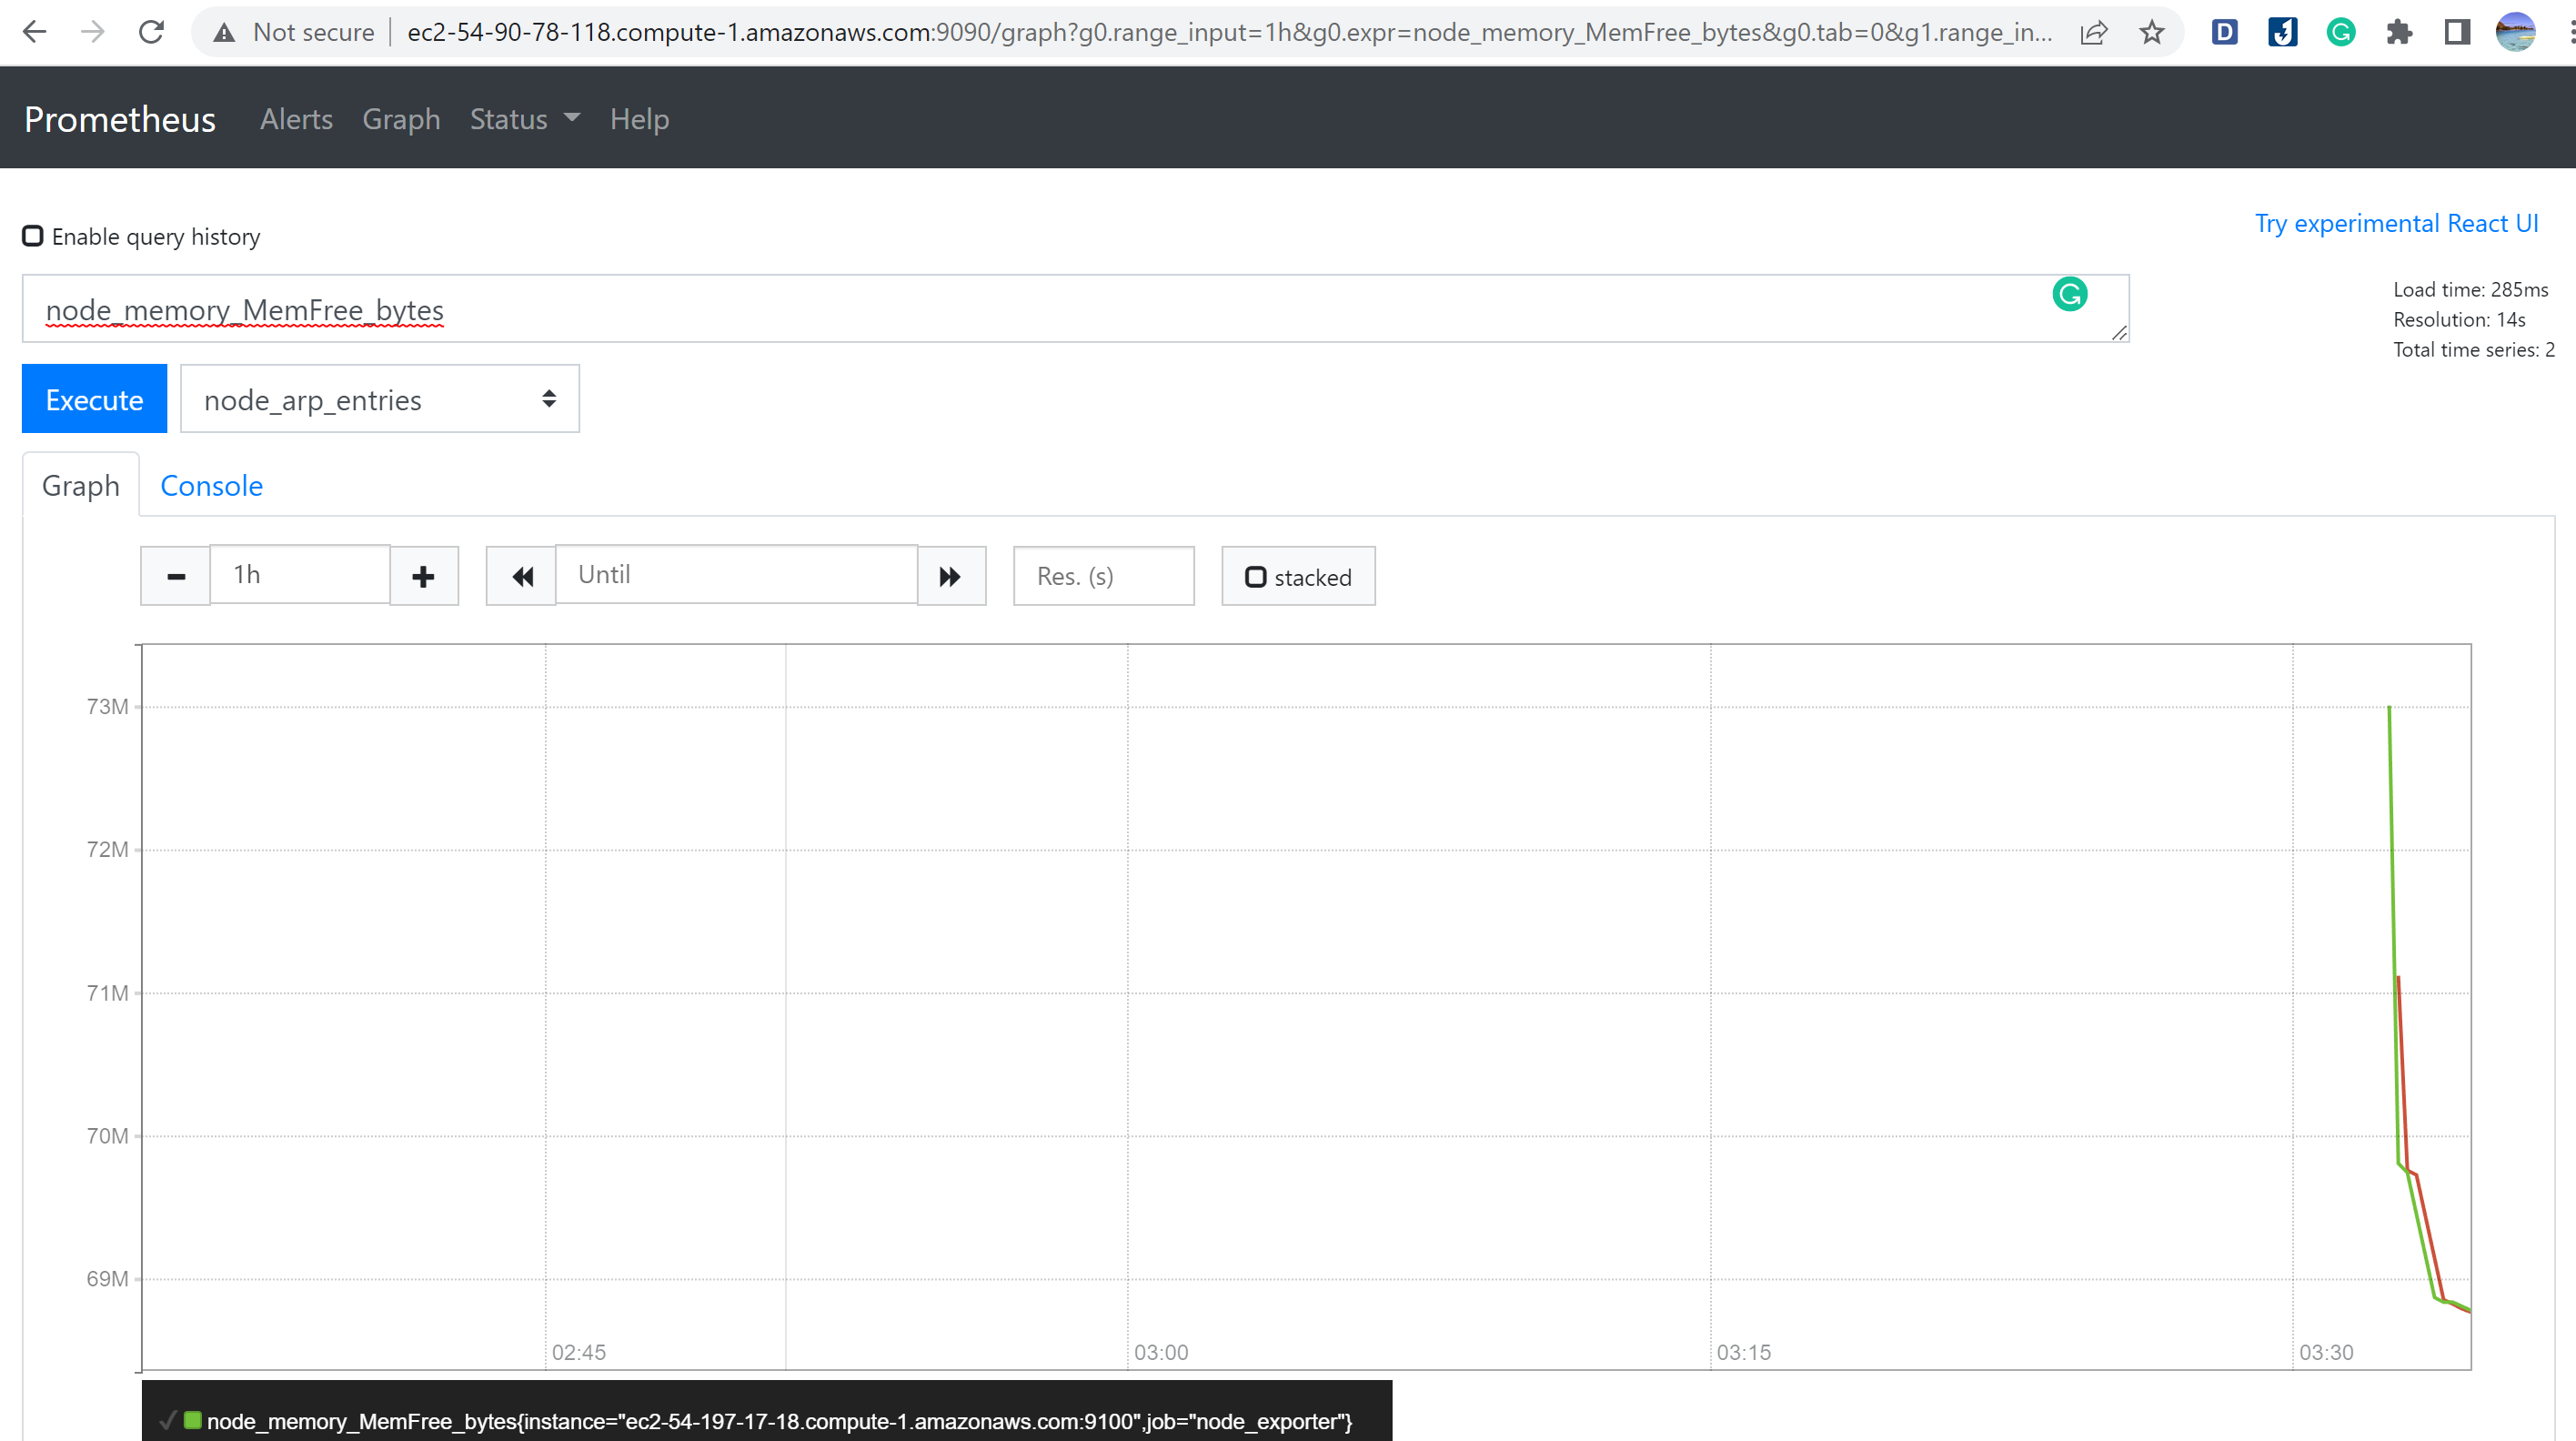 Not secure ec2-54-90-78-118.compute-1.amazonaws.com:9090/graph?g0.range_input=1h&g0.expr=node_memory_MemFree_bytes&g0.tab=0&g1.range_in...
Prometheus Alerts Graph Status Help
Enable query history
Try experimental React UI
node_memory_MemFree_bytes
Load time: 285ms
Resolution: 14s
Total time series: 2
Execute node_arp_entries
Graph Console
1h Until Res. (s) stacked
73M
72M
71M
70M
69M
02:45 03:00 03:15 03:30
node_memory_MemFree_bytes{instance="ec2-54-197-17-18.compute-1.amazonaws.com:9100",job="node_exporter"}